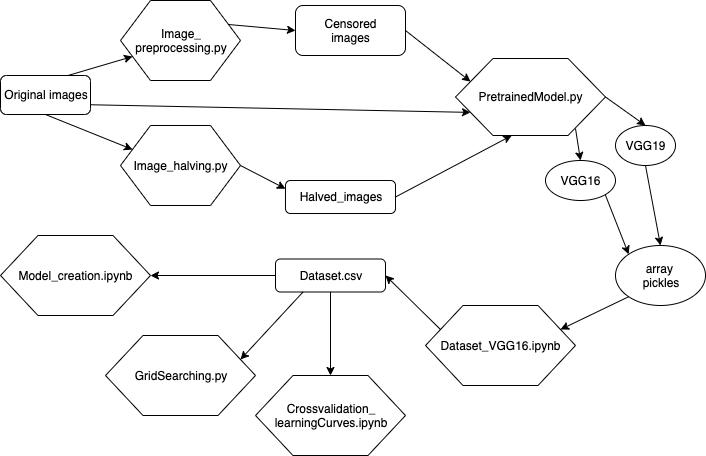 Image_
preprocessing.py
Censored
images
Original images
PretrainedModel.py
VGG19
Image_halving.py
VGG16
Halved_images
array
pickles
Model_creation.ipynb
Dataset.csv
Dataset_VGG16.ipynb
GridSearching.py
Crossvalidation_
learningCurves.ipynb